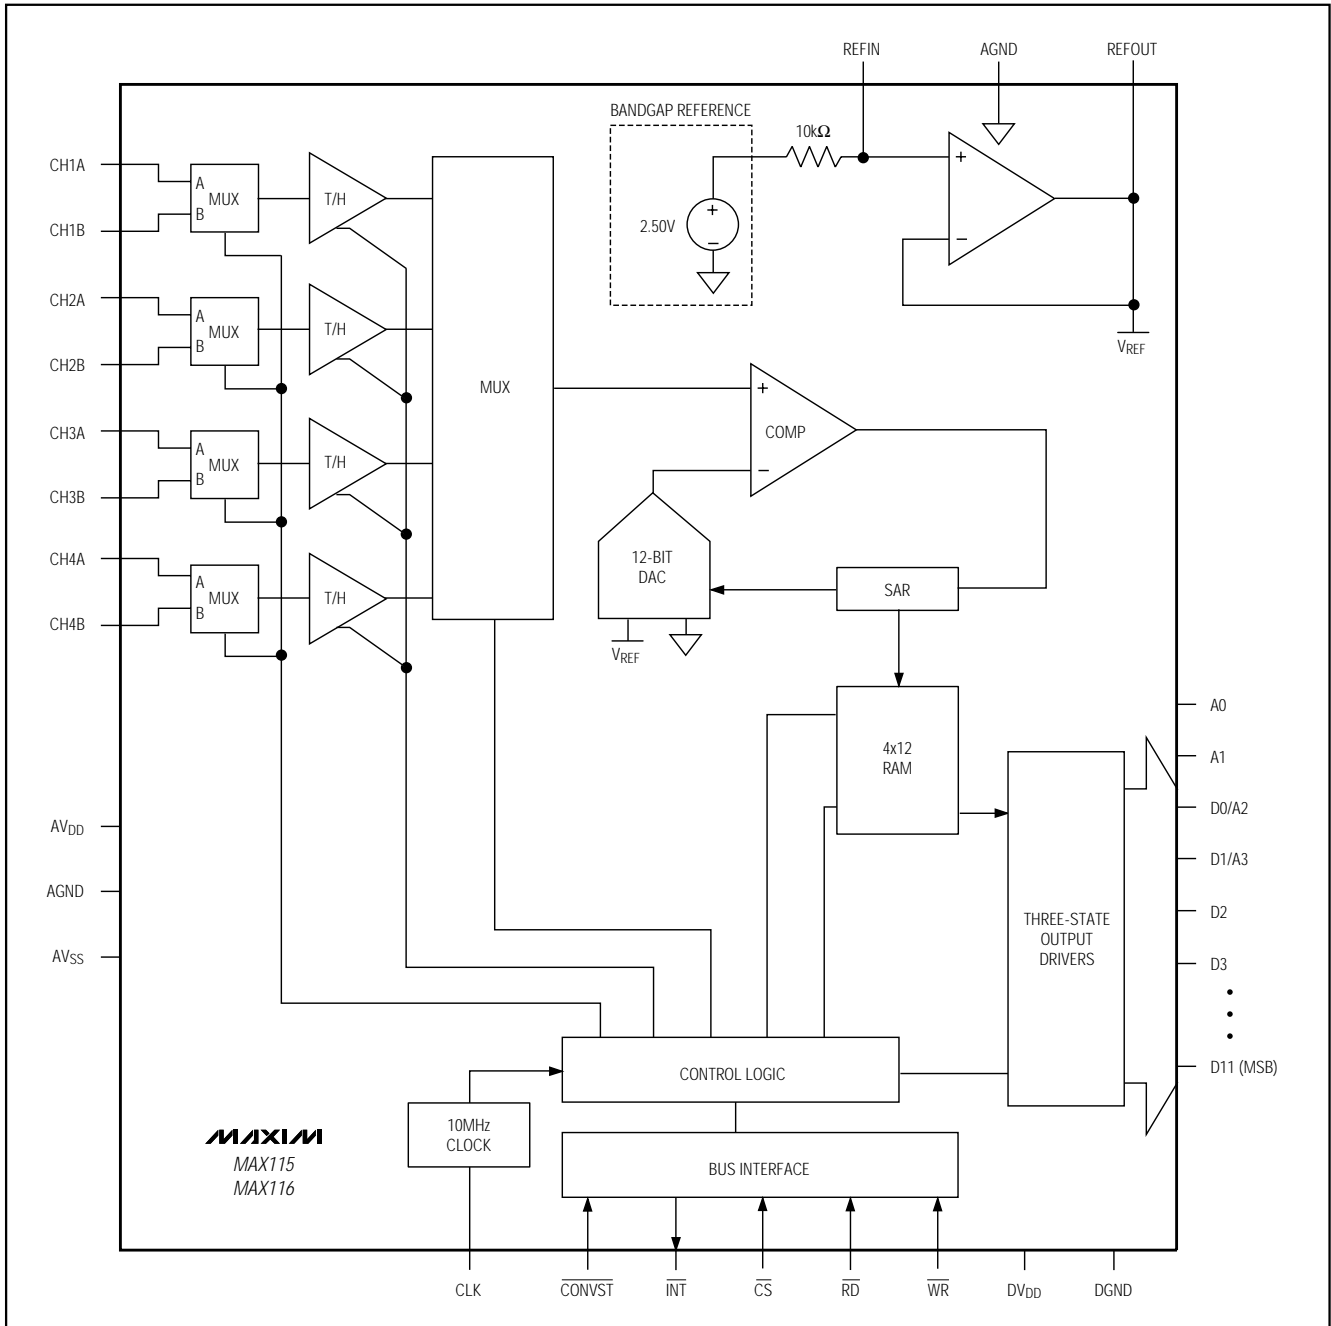 REFIN AGND REFOUT
BANDGAP REFERENCE
10kΩ
CH1A
A
MUX
B
T/H
CH1B
+
2.50V
−
+
−
CH2A
A
MUX
B
T/H
CH2B
VREF
MUX
+
COMP
−
CH3A
A
MUX
B
T/H
CH3B
12-BIT
DAC
SAR
CH4A
A
MUX
B
T/H
CH4B
VREF
A0
4x12
RAM
A1
D0/A2
AVDD
D1/A3
AGND
D2
THREE-STATE
OUTPUT
DRIVERS
AVSS
D3
D11 (MSB)
CONTROL LOGIC
10MHz
CLOCK
MAXIM
MAX115
MAX116
BUS INTERFACE
CLK CONVST INT CS RD WR DVDD DGND